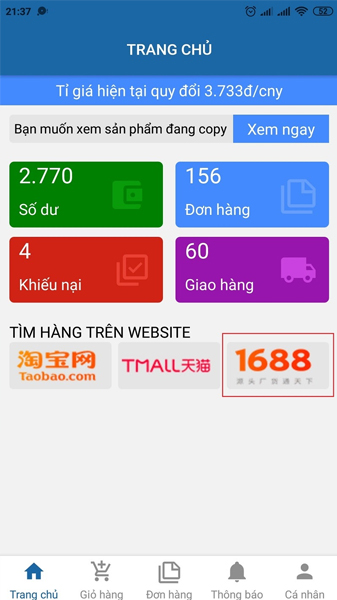 21:37
52
TRANG CHỦ
Tỉ giá hiện tại quy đổi 3.733đ/cny
Bạn muốn xem sản phẩm đang copy
Xem ngay
2.770
Số dư
156
Đơn hàng
4
Khiếu nại
60
Giao hàng
TÌM HÀNG TRÊN WEBSITE
淘宝网
Taobao.com
TMALL天猫
1688
源头厂货通天下
Trang chủ
Giỏ hàng
Đơn hàng
Thông báo
Cá nhân